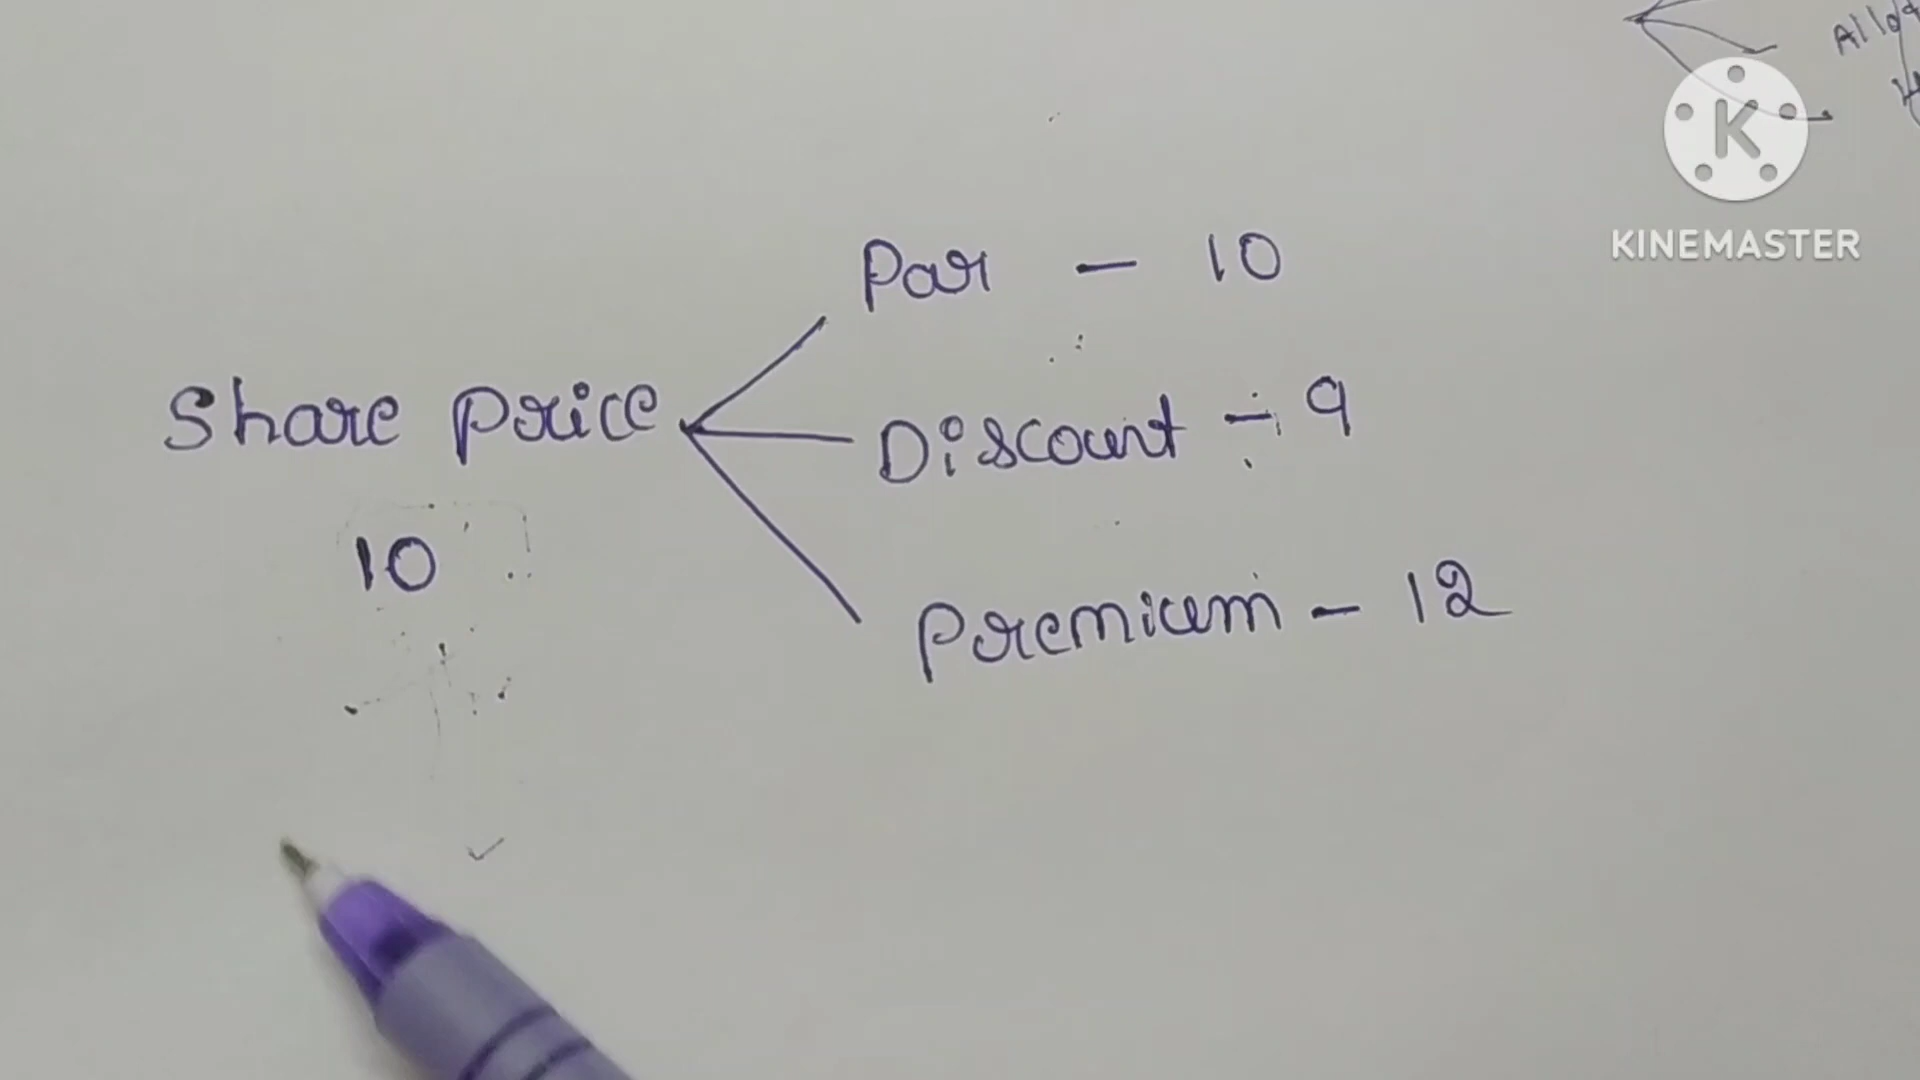 KINEMASTER
Par - 10
Share price
Discount - 9
10
Premium - 12